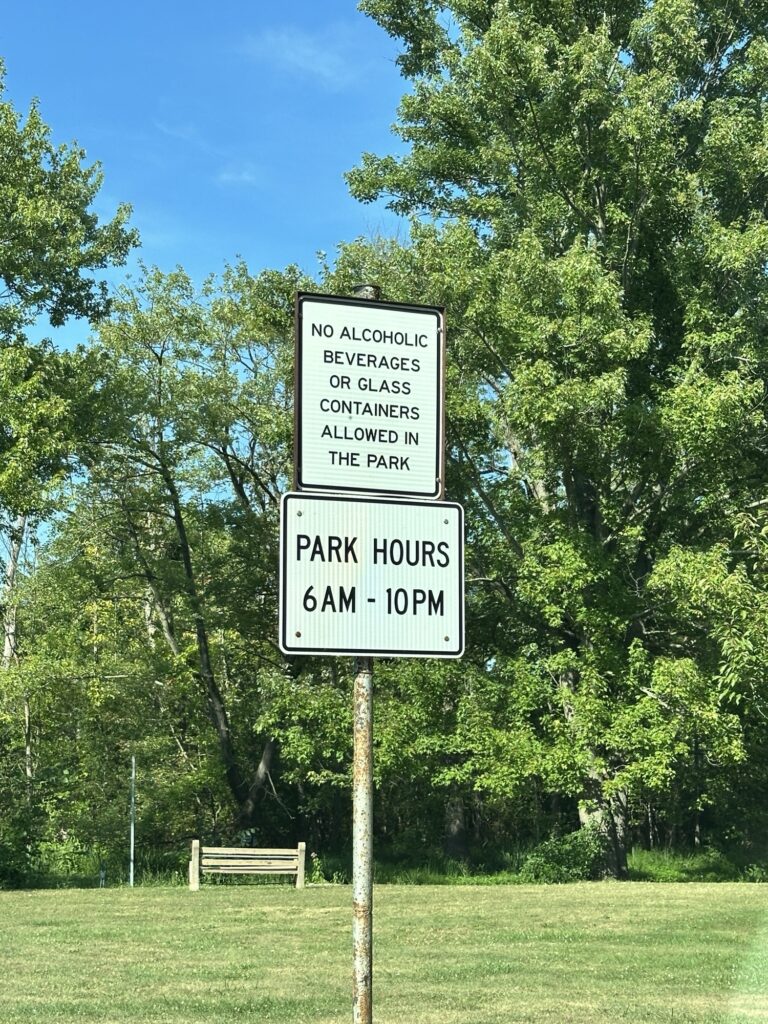 NO ALCOHOLIC
BEVERAGES
OR GLASS
CONTAINERS
ALLOWED IN
THE PARK
PARK HOURS
6AM - 10PM